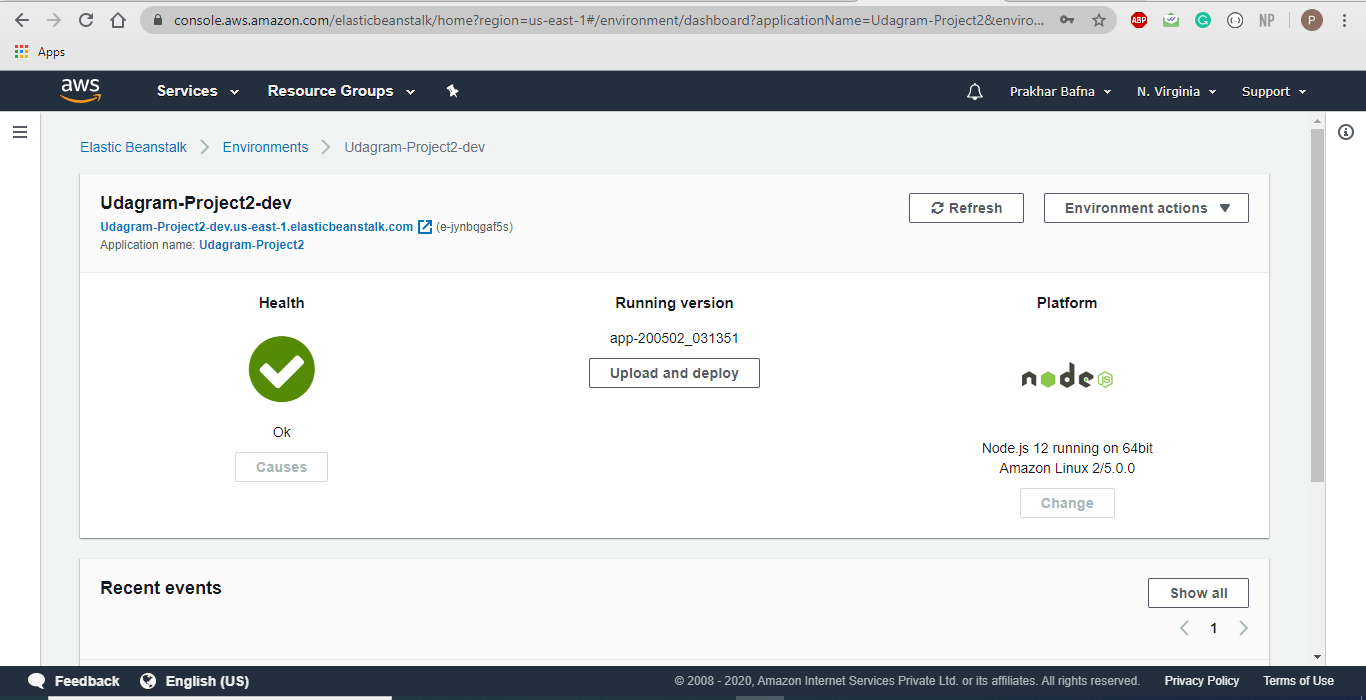 console.aws.amazon.com/elasticbeanstalk/home?region=us-east-1#/environment/dashboard?applicationName=Udagram-Project2&enviro...
ABP
NP
P
Apps
aws
Services
Resource Groups
Prakhar Bafna
N. Virginia
Support
Elastic Beanstalk
Environments
Udagram-Project2-dev
Udagram-Project2-dev
Udagram-Project2-dev.us-east-1.elasticbeanstalk.com (e-jynbqgaf5s)
Application name: Udagram-Project2
Refresh
Environment actions
Health
Ok
Causes
Running version
app-200502_031351
Upload and deploy
Platform
node JS
Node.js 12 running on 64bit
Amazon Linux 2/5.0.0
Change
Recent events
Show all
1
Feedback
English (US)
© 2008 - 2020, Amazon Internet Services Private Ltd. or its affiliates. All rights reserved.
Privacy Policy
Terms of Use